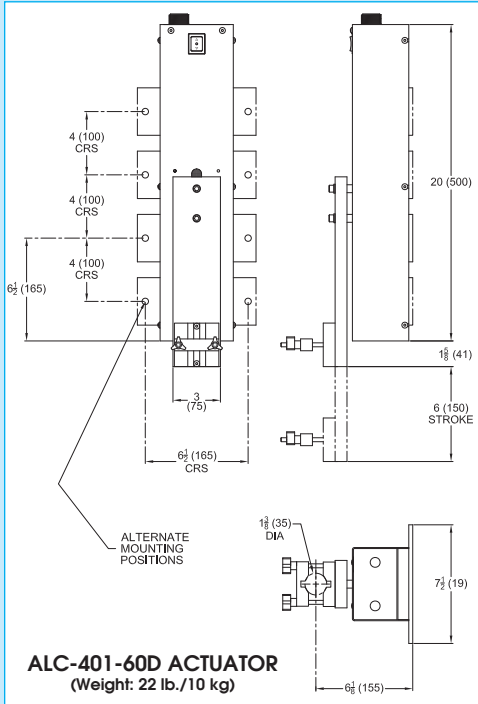 4 (100)
CRS
4 (100)
CRS
4 (100)
CRS
6½ (165)
3
(75)
6½ (165)
CRS
ALTERNATE
MOUNTING
POSITIONS
20 (500)
1⅝ (41)
6 (150)
STROKE
1⅜ (35)
DIA
7½ (19)
6⅛ (155)
ALC-401-60D ACTUATOR
(Weight: 22 lb./10 kg)